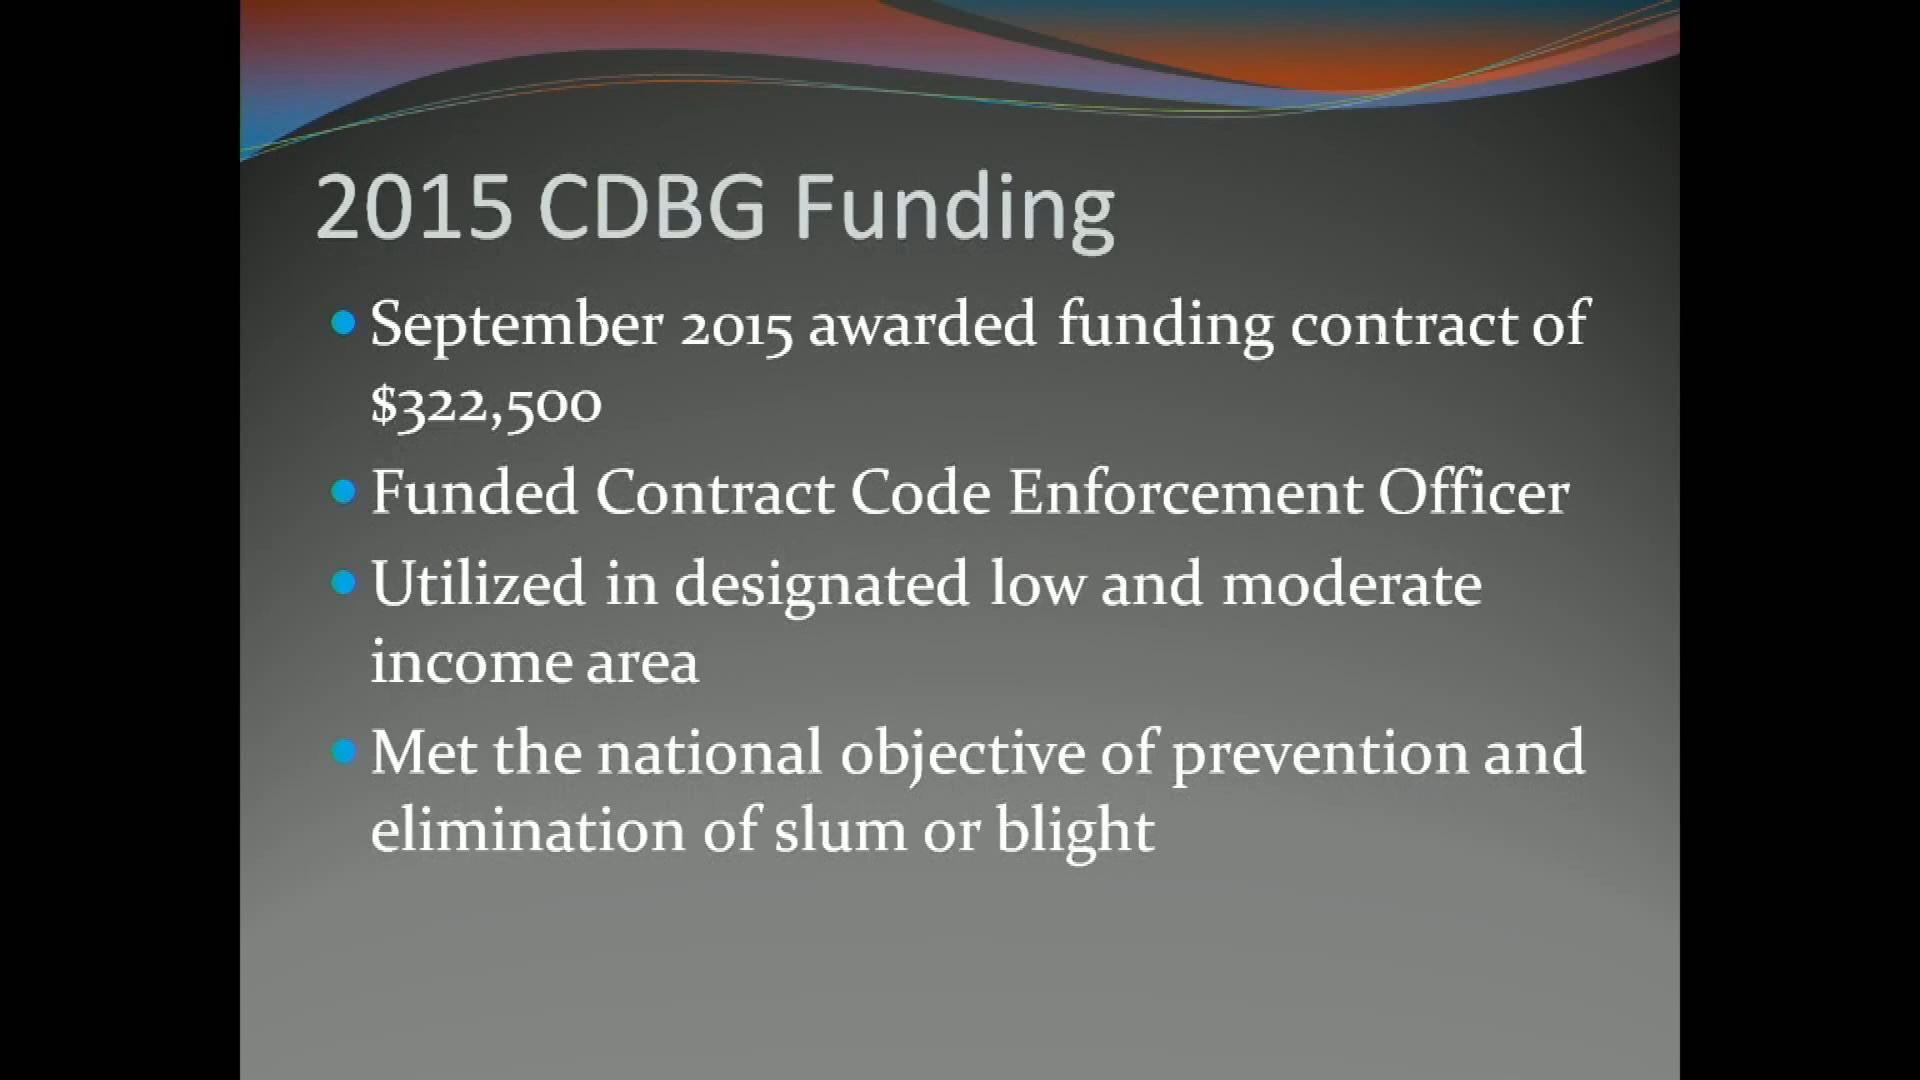 2015 CDBG Funding
September 2015 awarded funding contract of
$322,500
Funded Contract Code Enforcement Officer
Utilized in designated low and moderate
income area
Met the national objective of prevention and
elimination of slum or blight